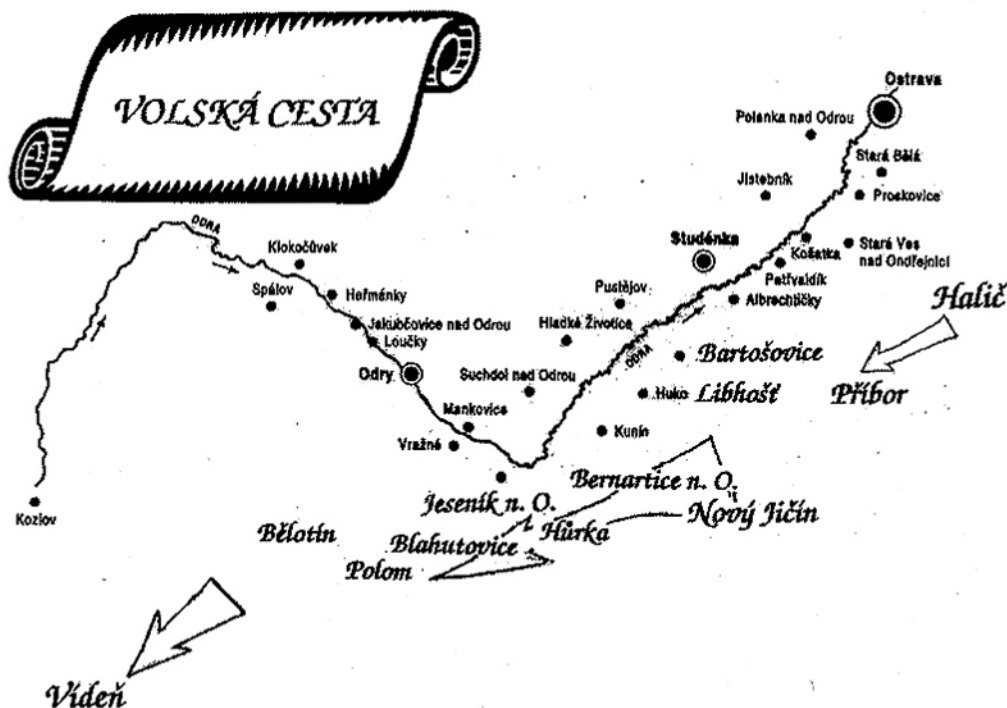 VOLSKÁ CESTA
Ostrava
Polanka nad Odrou
Stará Bělá
Jistebník
Proskovice
ODRA
Klokočůvek
Studénka
Košatka
Stará Ves
nad Ondřejnicí
Petřvaldík
Spálov
Heřmánky
Pustějov
Albrechtičky
Halič
Jakubčovice nad Odrou
Hladké Životice
Loučky
ODRA
Bartošovice
Odry
Suchdol nad Odrou
Huko
Libhošť
Příbor
Mankovice
Vražné
Kunín
Bernartice n. O.
Jeseník n. O.
Nový Jičín
Kozlov
Bělotín
Hůrka
Blahutovice
Polom
Vídeň